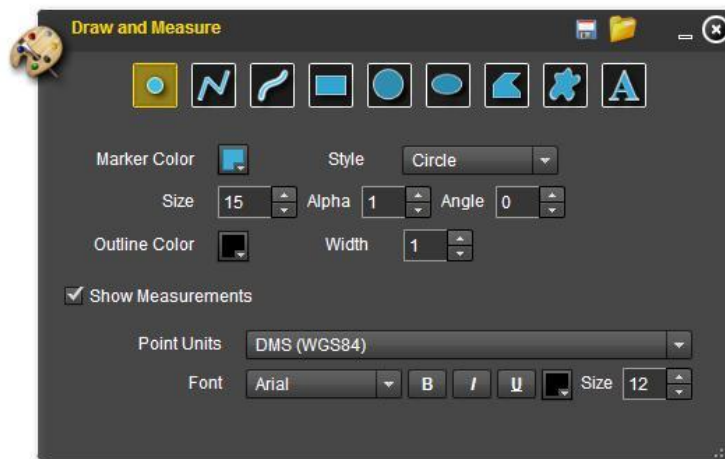 Draw and Measure
A
Marker Color Style Circle
Size 15 Alpha 1 Angle 0
Outline Color Width 1
Show Measurements
Point Units DMS (WGS84)
Font Arial B I U Size 12